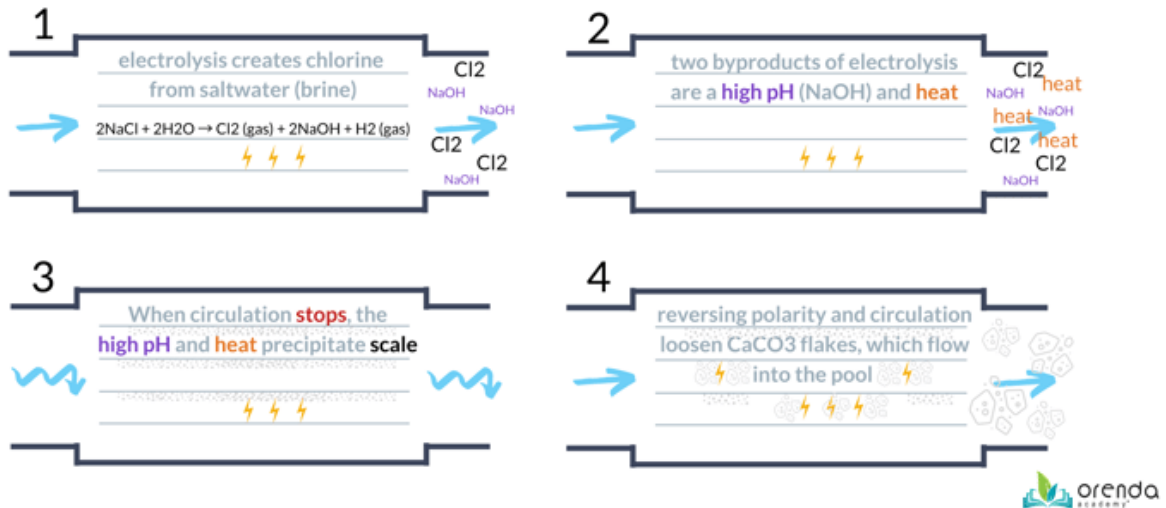 1
electrolysis creates chlorine
from saltwater (brine)
2NaCl + 2H2O → Cl2 (gas) + 2NaOH + H2 (gas)
Cl2
NaOH
NaOH
Cl2
Cl2
NaOH
2
two byproducts of electrolysis
are a high pH (NaOH) and heat
Cl2
heat
NaOH
NaOH
heat
heat
Cl2
Cl2
NaOH
3
When circulation stops, the
high pH and heat precipitate scale
4
reversing polarity and circulation
loosen CaCO3 flakes, which flow
into the pool
orenda
academy